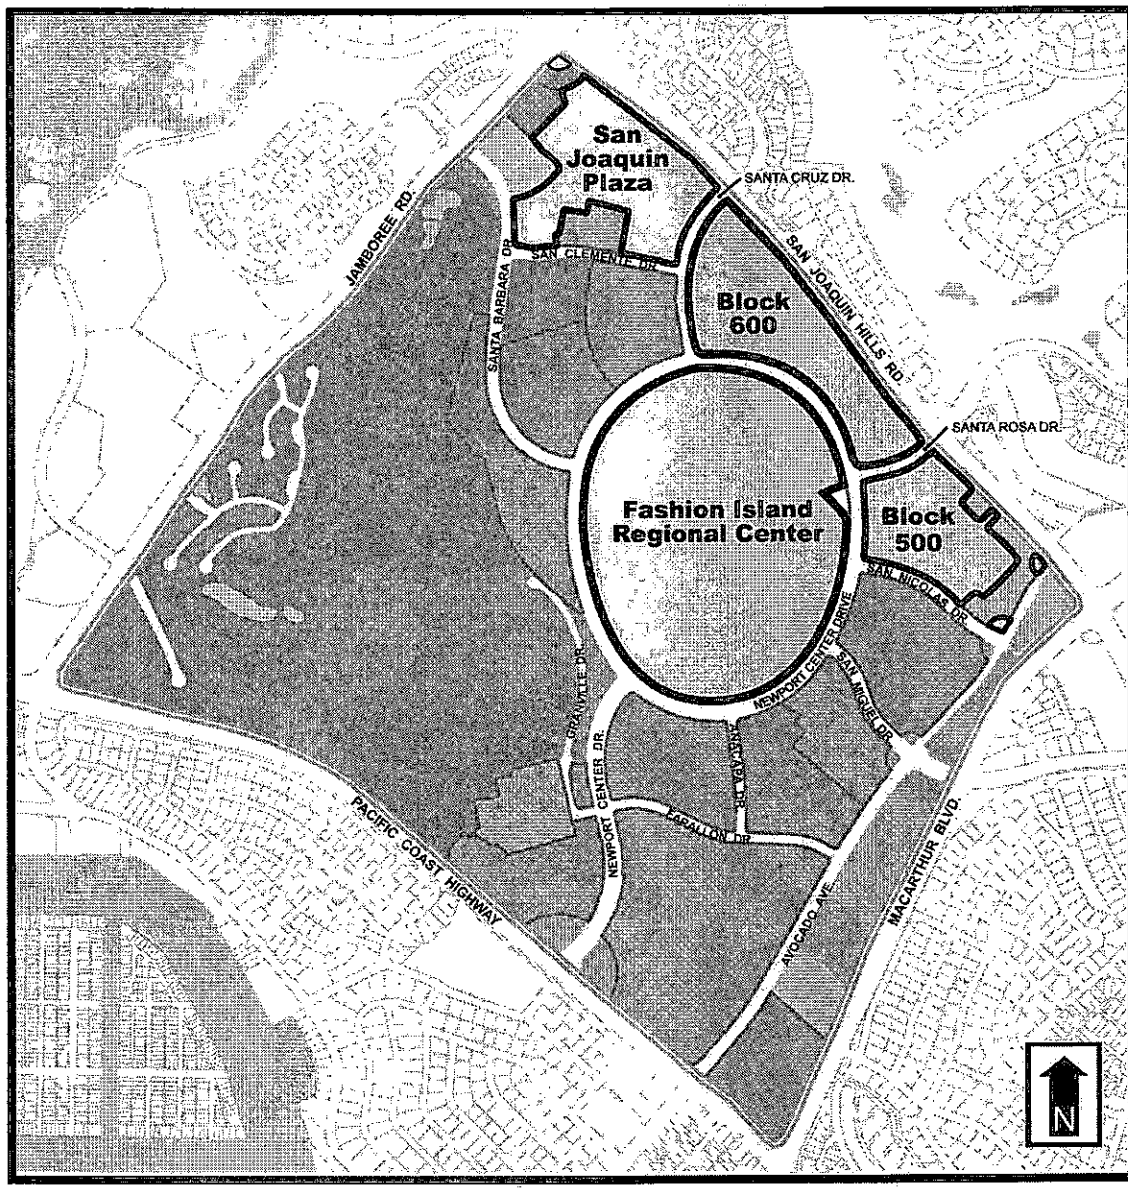 San
Joaquin
Plaza
SANTA CRUZ DR.
JAMBOREE RD.
SAN CLEMENTE DR.
SANTA BARBARA DR.
SAN JOAQUIN HILLS RD.
Block
600
SANTA ROSA DR.
Fashion Island
Regional Center
Block
500
SAN NICOLAS DR.
NEWPORT CENTER DRIVE
SAN MIGUEL DR.
GRANVILLE DR.
NEWPORT CENTER DR.
ANACAPA DR.
FARALLON DR.
PACIFIC COAST HIGHWAY
AVOCADO AVE.
MACARTHUR BLVD.
N